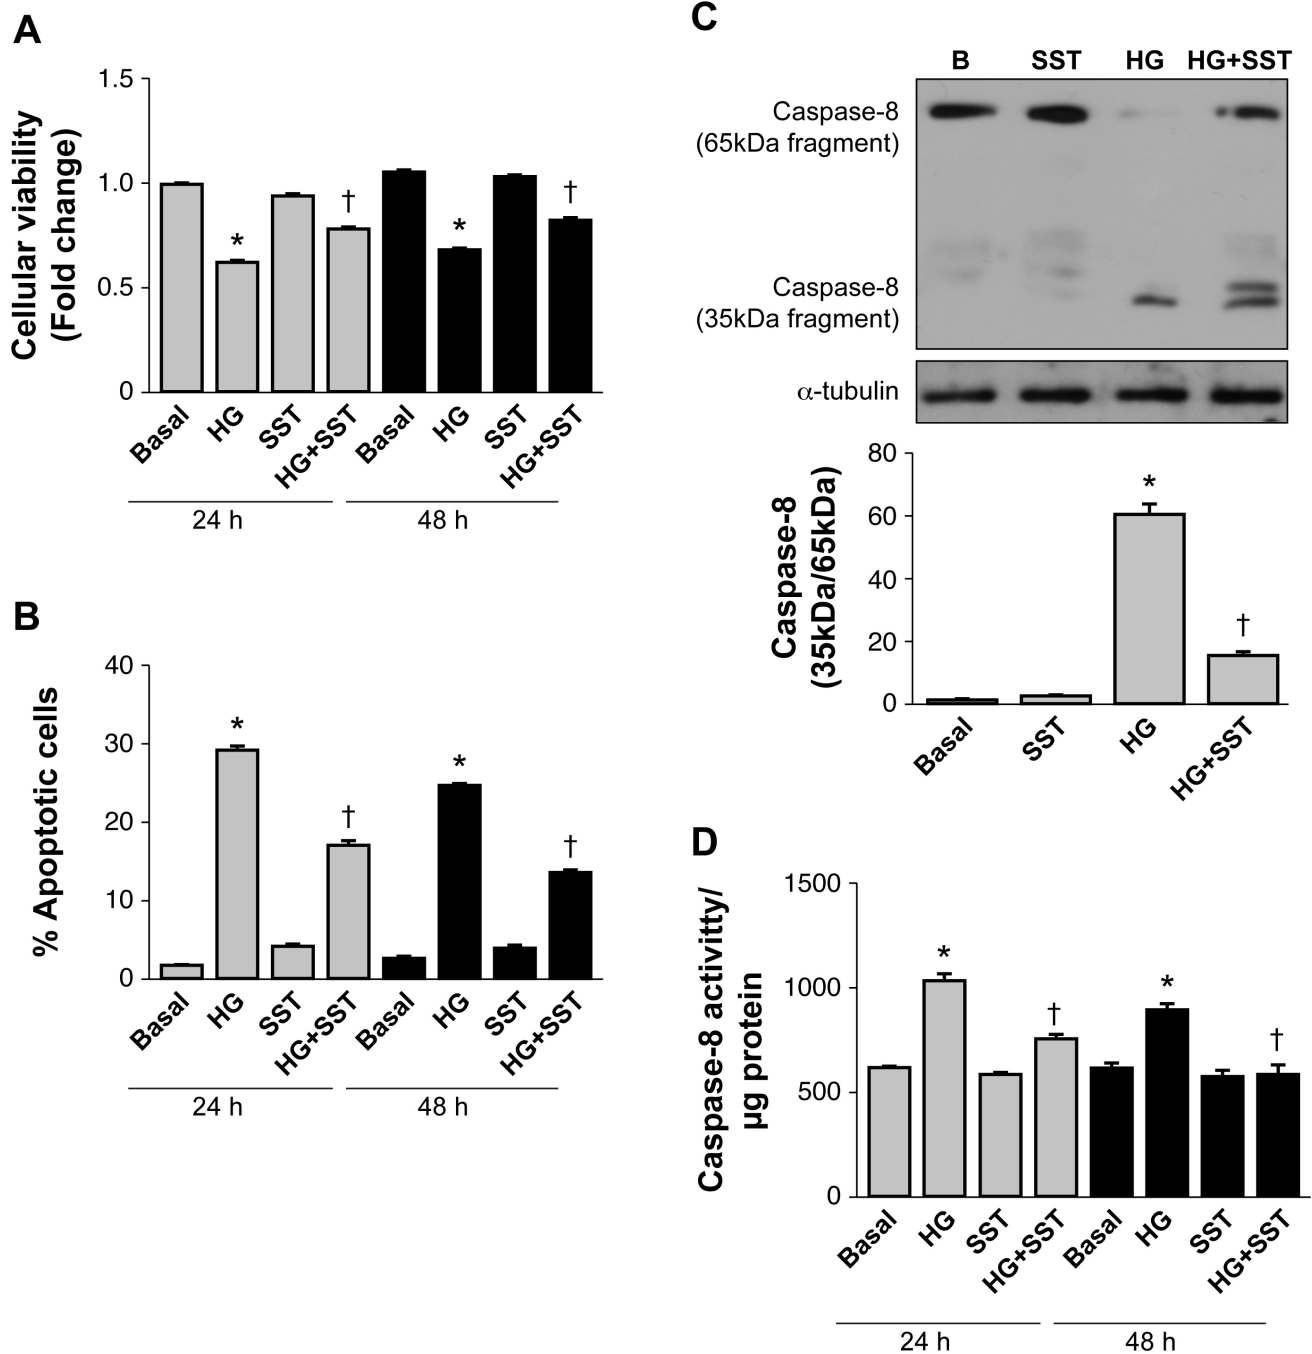 A
Cellular viability
(Fold change)
1.5
1.0
0.5
0
*
†
*
†
Basal
HG
SST
HG+SST
Basal
HG
SST
HG+SST
24 h
48 h
B
% Apoptotic cells
40
30
20
10
0
*
†
*
†
Basal
HG
SST
HG+SST
Basal
HG
SST
HG+SST
24 h
48 h
C
B SST HG HG+SST
Caspase-8
(65kDa fragment)
Caspase-8
(35kDa fragment)
α-tubulin
Caspase-8
(35kDa/65kDa)
80
60
40
20
0
*
†
Basal
SST
HG
HG+SST
D
Caspase-8 activity/
µg protein
1500
1000
500
0
*
†
*
†
Basal
HG
SST
HG+SST
Basal
HG
SST
HG+SST
24 h
48 h